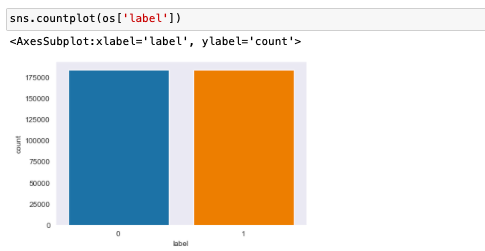 sns.countplot(os['label'])
<AxesSubplot:xlabel='label', ylabel='count'>
175000
150000
125000
100000
75000
50000
25000
0
count
0 1
label